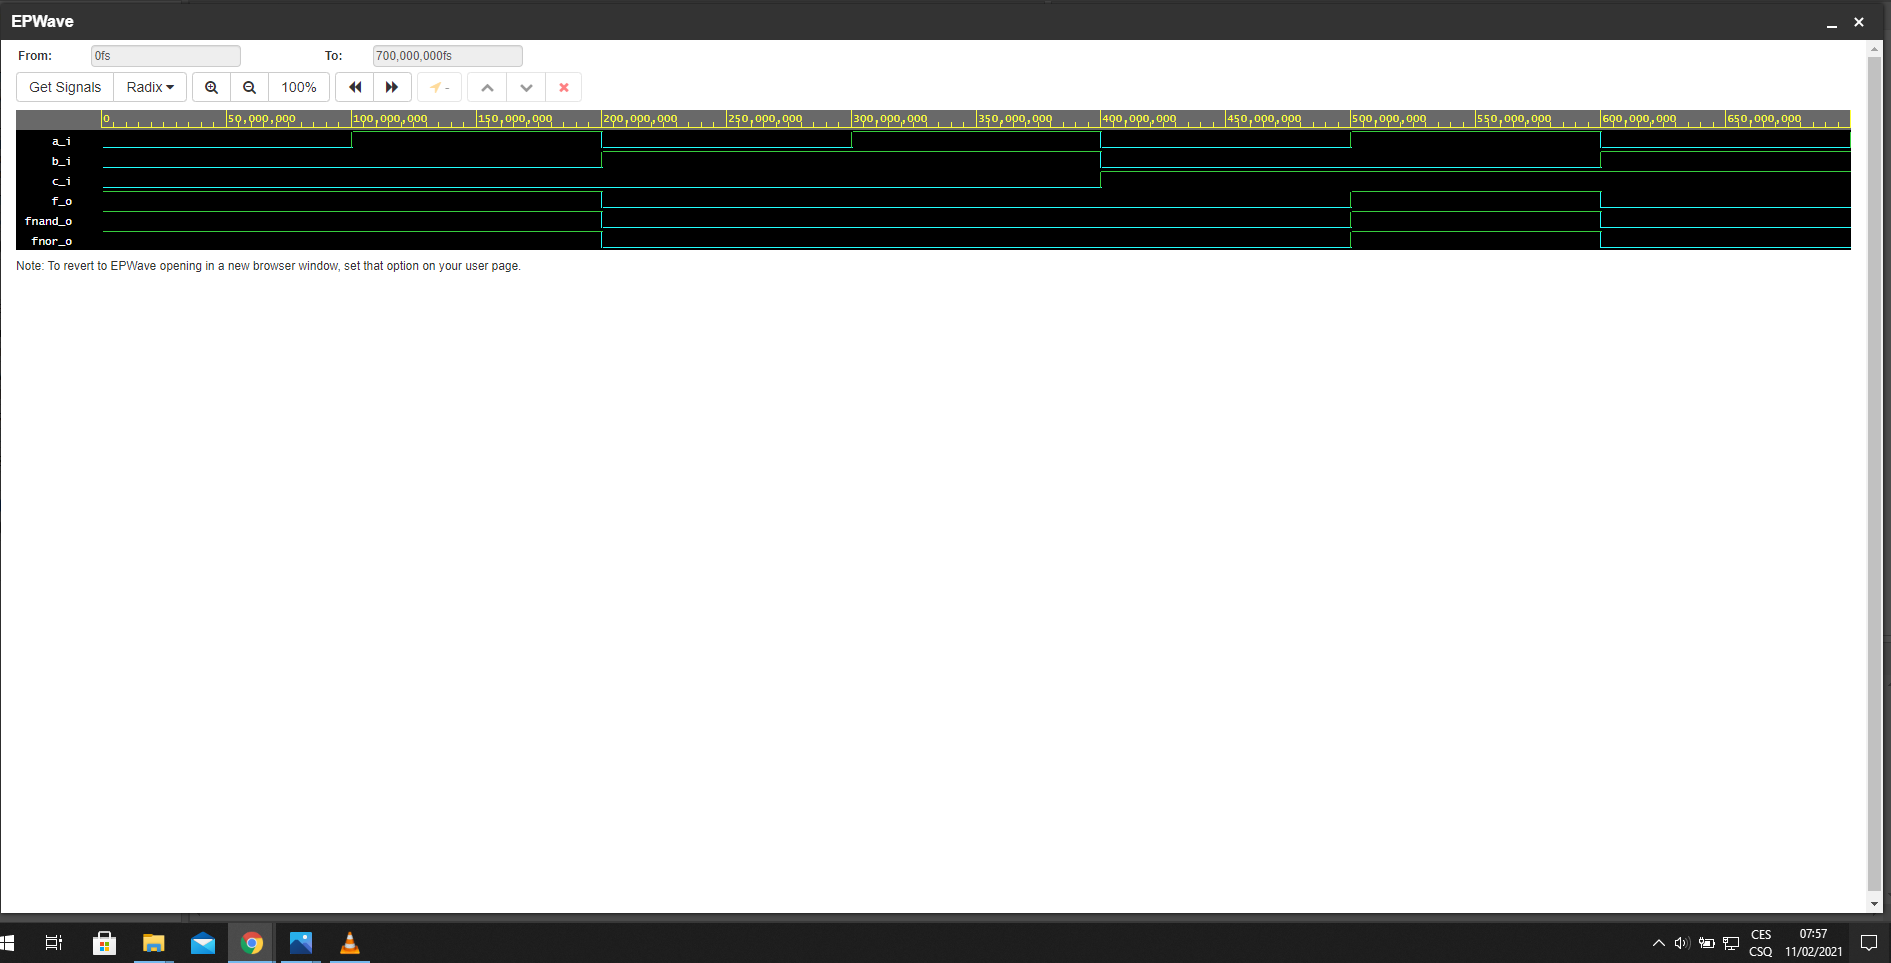 EPWave
From: 0fs To: 700,000,000fs
Get Signals Radix 100% -
0 50,000,000 100,000,000 150,000,000 200,000,000 250,000,000 300,000,000 350,000,000 400,000,000 450,000,000 500,000,000 550,000,000 600,000,000 650,000,000
a_i
b_i
c_i
f_o
fnand_o
fnor_o
Note: To revert to EPWave opening in a new browser window, set that option on your user page.
CES 07:57
CSQ 11/02/2021